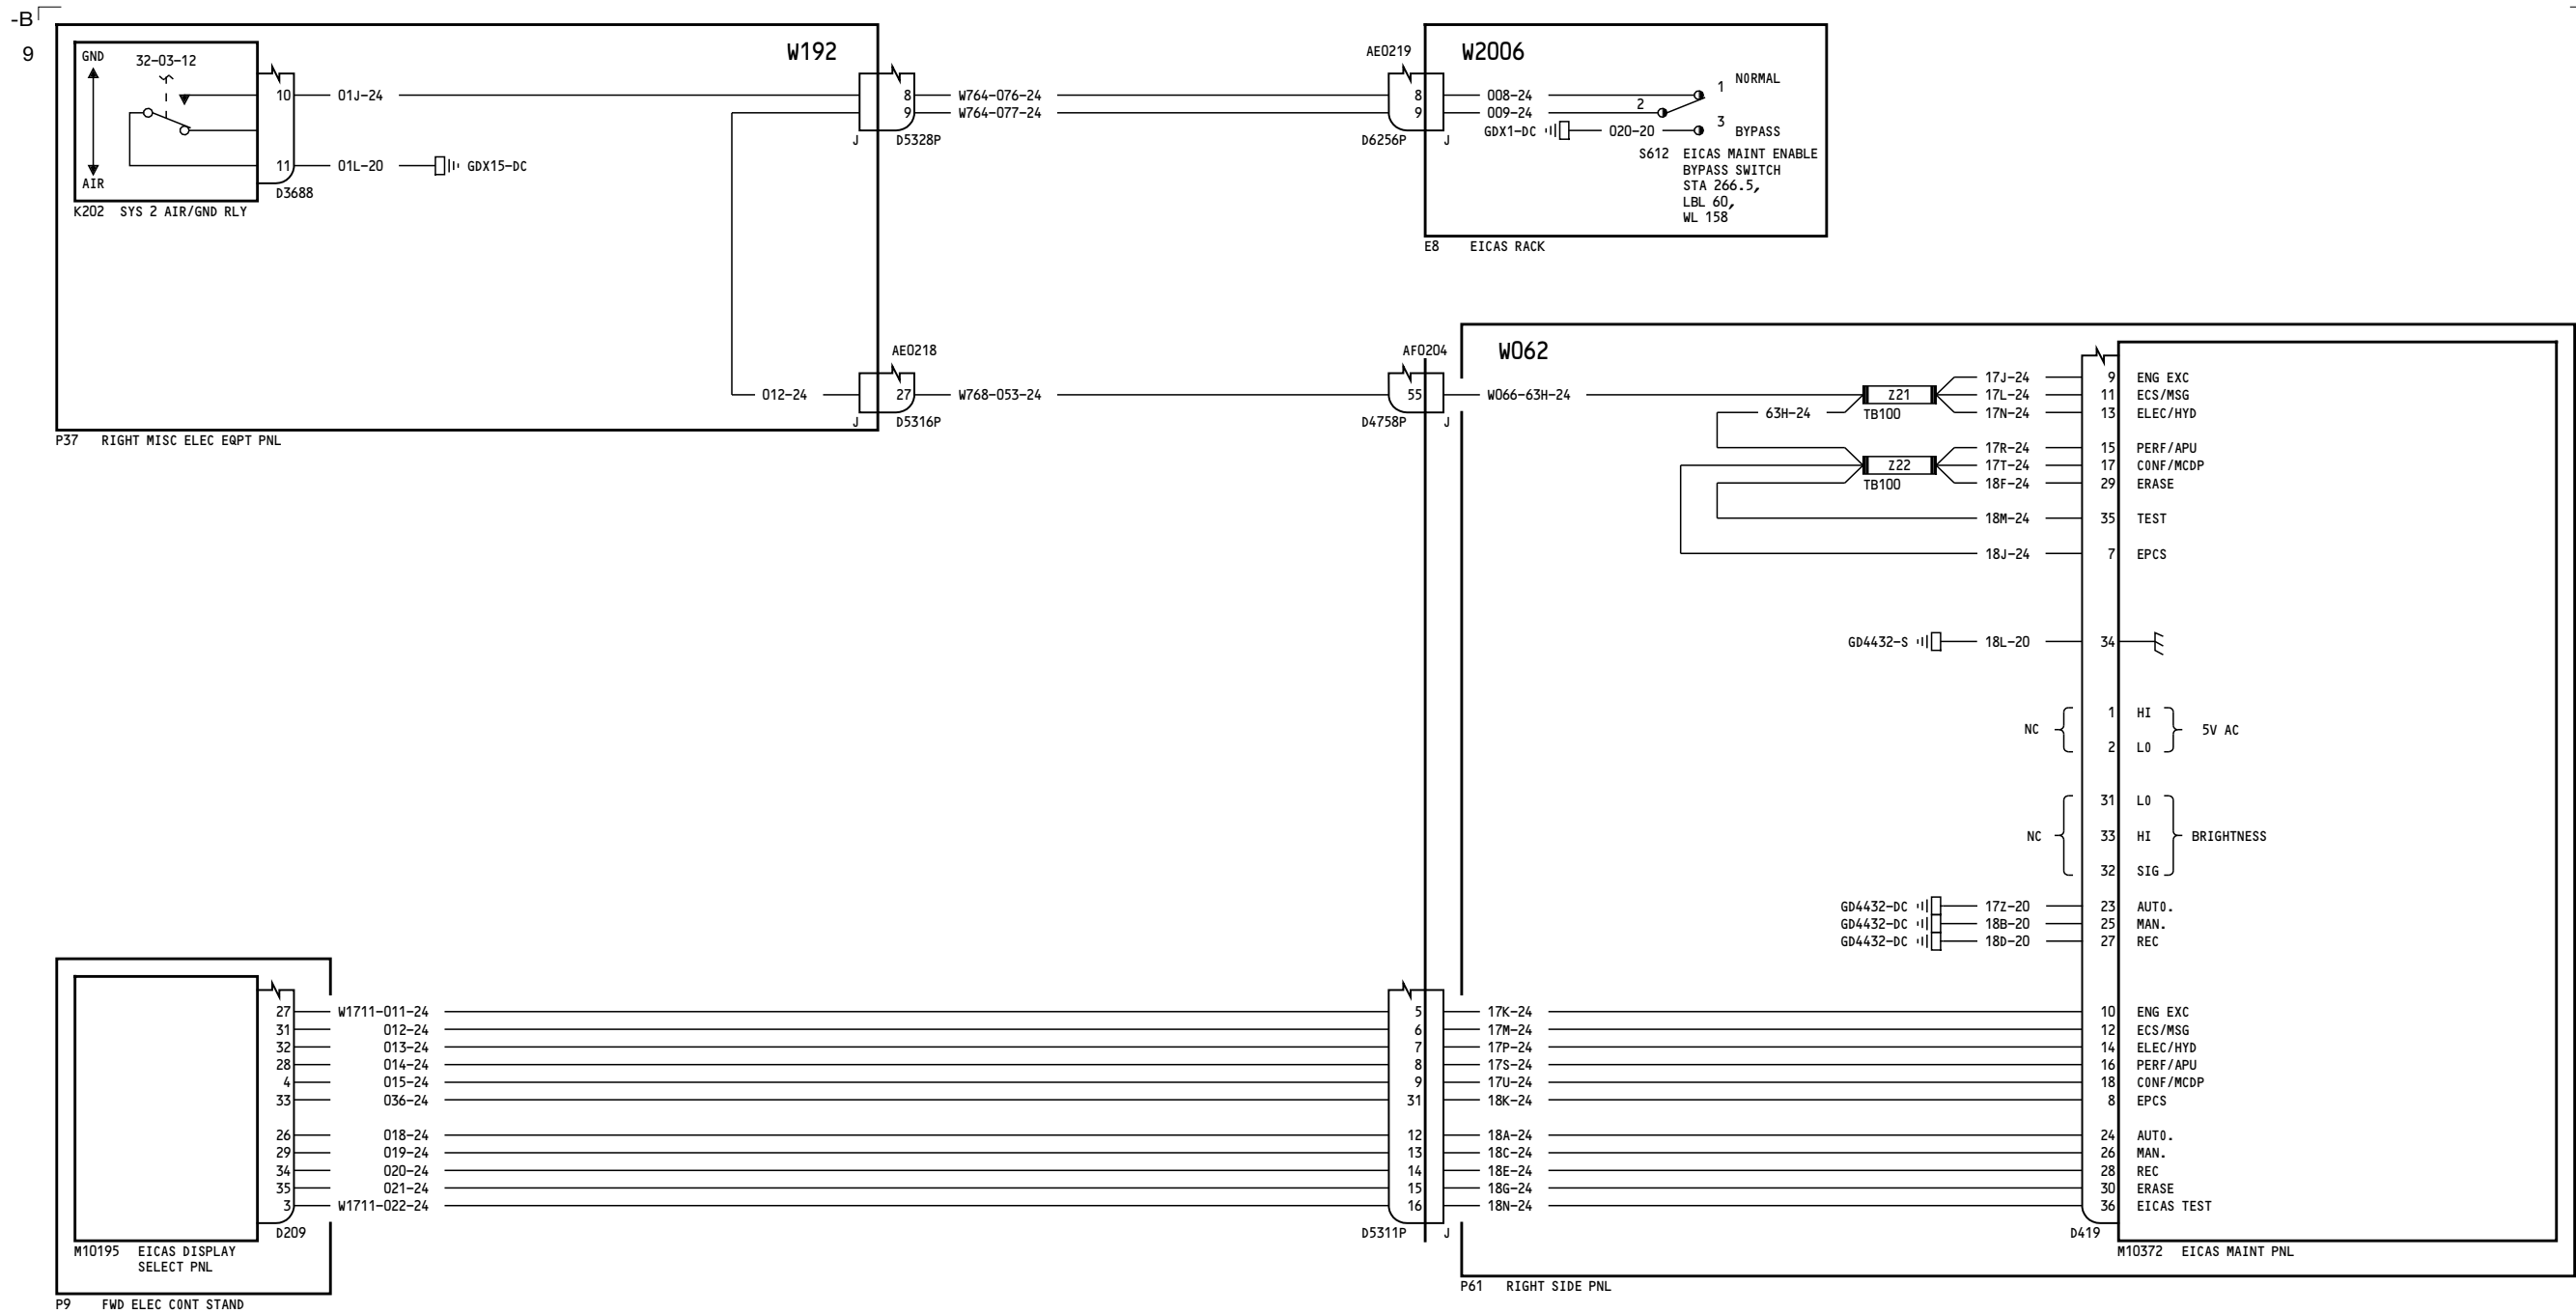 -B
9
GND
32-03-12
AIR
10
01J-24
11
01L-20
GDX15-DC
D3688
K202 SYS 2 AIR/GND RLY
W192
8
W764-076-24
9
W764-077-24
J
D5328P
AE0219
8
9
D6256P
J
W2006
008-24
009-24
GDX1-DC
020-20
1 NORMAL
2
3 BYPASS
S612 EICAS MAINT ENABLE
BYPASS SWITCH
STA 266.5,
LBL 60,
WL 158
E8 EICAS RACK
012-24
AE0218
27
W768-053-24
J
D5316P
P37 RIGHT MISC ELEC EQPT PNL
AF0204
55
D4758P
J
W062
W066-63H-24
63H-24
Z21
TB100
Z22
TB100
17J-24 9 ENG EXC
17L-24 11 ECS/MSG
17N-24 13 ELEC/HYD
17R-24 15 PERF/APU
17T-24 17 CONF/MCDP
18F-24 29 ERASE
18M-24 35 TEST
18J-24 7 EPCS
GD4432-S 18L-20 34
NC
1 HI
2 LO
5V AC
NC
31 LO
33 HI
32 SIG
BRIGHTNESS
GD4432-DC 17Z-20 23 AUTO.
GD4432-DC 18B-20 25 MAN.
GD4432-DC 18D-20 27 REC
27 W1711-011-24 5 17K-24 10 ENG EXC
31 012-24 6 17M-24 12 ECS/MSG
32 013-24 7 17P-24 14 ELEC/HYD
28 014-24 8 17S-24 16 PERF/APU
4 015-24 9 17U-24 18 CONF/MCDP
33 036-24 31 18K-24 8 EPCS
26 018-24 12 18A-24 24 AUTO.
29 019-24 13 18C-24 26 MAN.
34 020-24 14 18E-24 28 REC
35 021-24 15 18G-24 30 ERASE
3 W1711-022-24 16 18N-24 36 EICAS TEST
D209
D5311P
J
D419
M10195 EICAS DISPLAY
SELECT PNL
M10372 EICAS MAINT PNL
P61 RIGHT SIDE PNL
P9 FWD ELEC CONT STAND